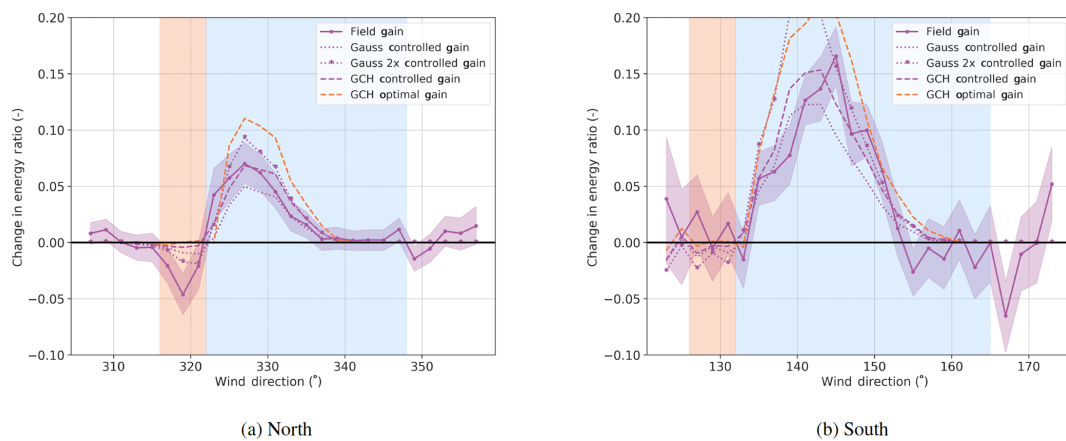 0.20
0.15
0.10
0.05
0.00
−0.05
−0.10
Change in energy ratio (-)
310
320
330
340
350
Wind direction (˚)
Field gain
Gauss controlled gain
Gauss 2x controlled gain
GCH controlled gain
GCH optimal gain
(a) North
0.20
0.15
0.10
0.05
0.00
−0.05
−0.10
Change in energy ratio (-)
130
140
150
160
170
Wind direction (˚)
Field gain
Gauss controlled gain
Gauss 2x controlled gain
GCH controlled gain
GCH optimal gain
(b) South